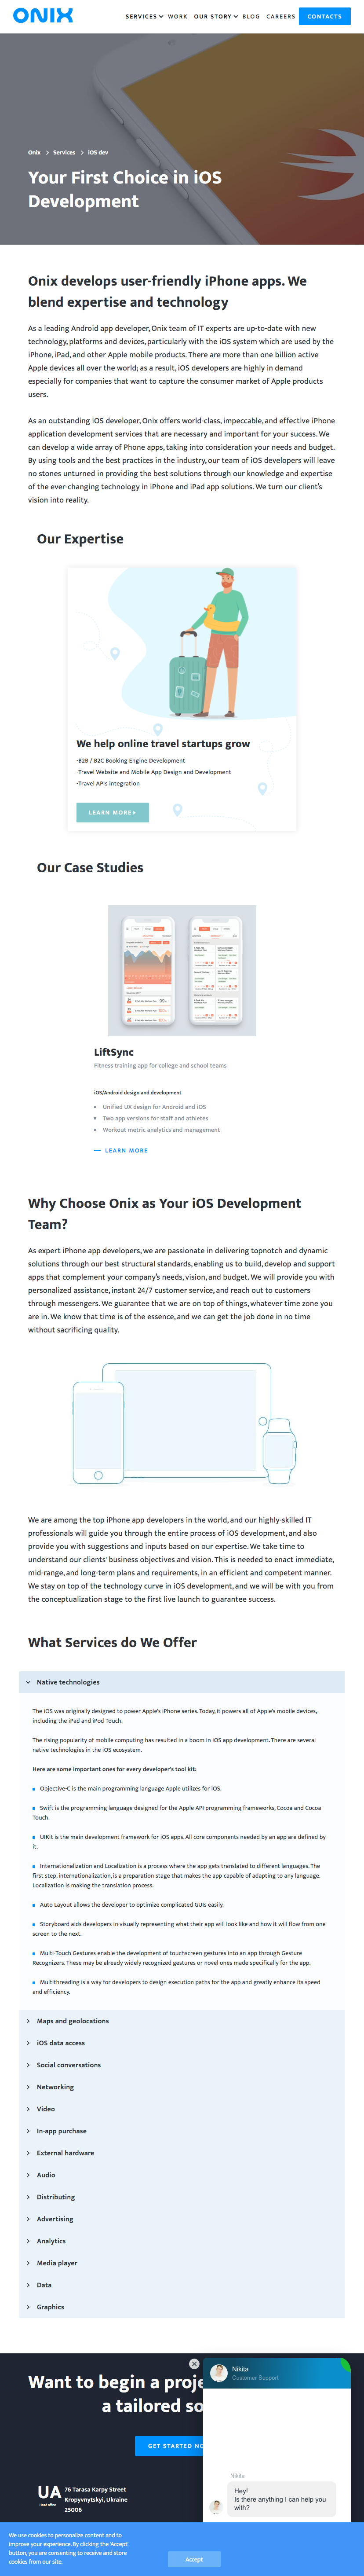 ONIX
SERVICES WORK OUR STORY BLOG CAREERS CONTACTS
Onix > Services > iOS dev
Your First Choice in iOS
Development
Onix develops user-friendly iPhone apps. We
blend expertise and technology
As a leading Android app developer, Onix team of IT experts are up-to-date with new
technology, platforms and devices, particularly with the iOS system which are used by the
iPhone, iPad, and other Apple mobile products. There are more than one billion active
Apple devices all over the world; as a result, iOS developers are highly in demand
especially for companies that want to capture the consumer market of Apple products
users.
As an outstanding iOS developer, Onix offers world-class, impeccable, and effective iPhone
application development services that are necessary and important for your success. We
can develop a wide array of Phone apps, taking into consideration your needs and budget.
By using tools and the best practices in the industry, our team of iOS developers will leave
no stones unturned in providing the best solutions through our knowledge and expertise
of the ever-changing technology in iPhone and iPad app solutions. We turn our client's
vision into reality.
Our Expertise
We help online travel startups grow
-B2B / B2C Booking Engine Development
-Travel Website and Mobile App Design and Development
-Travel APIs integration
LEARN MORE
Our Case Studies
LiftSync
Fitness training app for college and school teams
iOS/Android design and development
Unified UX design for Android and iOS
Two app versions for staff and athletes
Workout metric analytics and management
LEARN MORE
Why Choose Onix as Your iOS Development
Team?
As expert iPhone app developers, we are passionate in delivering topnotch and dynamic
solutions through our best structural standards, enabling us to build, develop and support
apps that complement your company's needs, vision, and budget. We will provide you with
personalized assistance, instant 24/7 customer service, and reach out to customers
through messengers. We guarantee that we are on top of things, whatever time zone you
are in. We know that time is of the essence, and we can get the job done in no time
without sacrificing quality.
We are among the top iPhone app developers in the world, and our highly-skilled IT
professionals will guide you through the entire process of iOS development, and also
provide you with suggestions and inputs based on our expertise. We take time to
understand our clients' business objectives and vision. This is needed to enact immediate,
mid-range, and long-term plans and requirements, in an efficient and competent manner.
We stay on top of the technology curve in iOS development, and we will be with you from
the conceptualization stage to the first live launch to guarantee success.
What Services do We Offer
Native technologies
The iOS was originally designed to power Apple's iPhone series. Today, it powers all of Apple's mobile devices,
including the iPad and iPod Touch.
The rising popularity of mobile computing has resulted in a boom in iOS app development. There are several
native technologies in the iOS ecosystem.
Here are some important ones for every developer's tool kit:
Objective-C is the main programming language Apple utilizes for iOS.
Swift is the programming language designed for the Apple API programming frameworks, Cocoa and Cocoa
Touch.
UIKit is the main development framework for iOS apps. All core components needed by an app are defined by
it.
Internationalization and Localization is a process where the app gets translated to different languages. The
first step, internationalization, is a preparation stage that makes the app capable of adapting to any language.
Localization is making the translation process.
Auto Layout allows the developer to optimize complicated GUIs easily.
Storyboard aids developers in visually representing what their app will look like and how it will flow from one
screen to the next.
Multi-Touch Gestures enable the development of touchscreen gestures into an app through Gesture
Recognizers. These may be already widely recognized gestures or novel ones made specifically for the app.
Multithreading is a way for developers to design execution paths for the app and greatly enhance its speed
and efficiency.
Maps and geolocations
iOS data access
Social conversations
Networking
Video
In-app purchase
External hardware
Audio
Distributing
Advertising
Analytics
Media player
Data
Graphics
Want to begin a proje
a tailored so
GET STARTED NO
Nikita
Customer Support
Nikita
Hey!
Is there anything I can help you
with?
UA
Head office
76 Tarasa Karpy Street
Kropyvnytskyi, Ukraine
25006
We use cookies to personalize content and to
improve your experience. By clicking the 'Accept'
button, you are consenting to receive and store
cookies from our site.
Accept